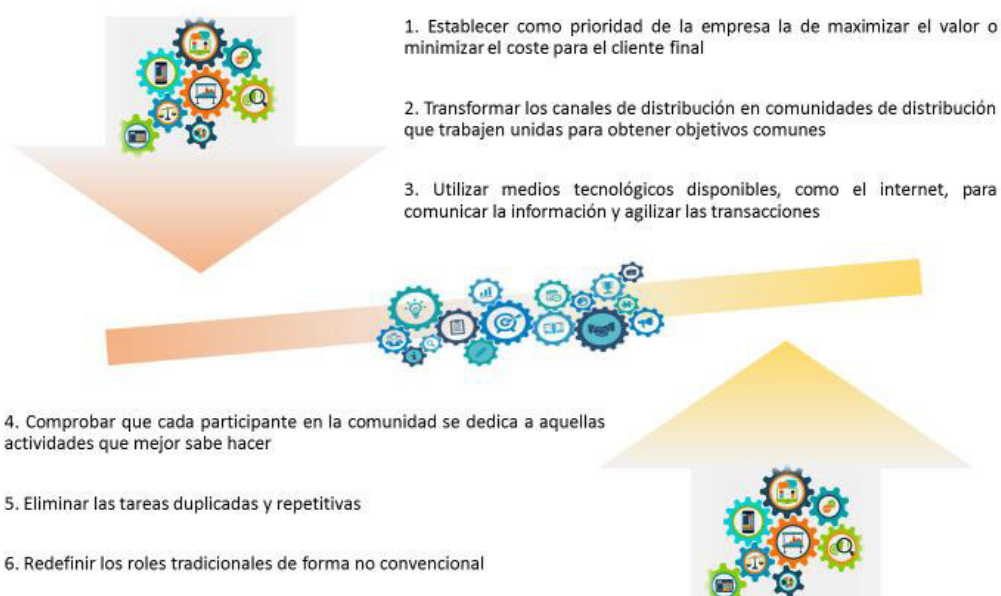 1. Establecer como prioridad de la empresa la de maximizar el valor o
minimizar el coste para el cliente final
2. Transformar los canales de distribución en comunidades de distribución
que trabajen unidas para obtener objetivos comunes
3. Utilizar medios tecnológicos disponibles, como el internet, para
comunicar la información y agilizar las transacciones
4. Comprobar que cada participante en la comunidad se dedica a aquellas
actividades que mejor sabe hacer
5. Eliminar las tareas duplicadas y repetitivas
6. Redefinir los roles tradicionales de forma no convencional